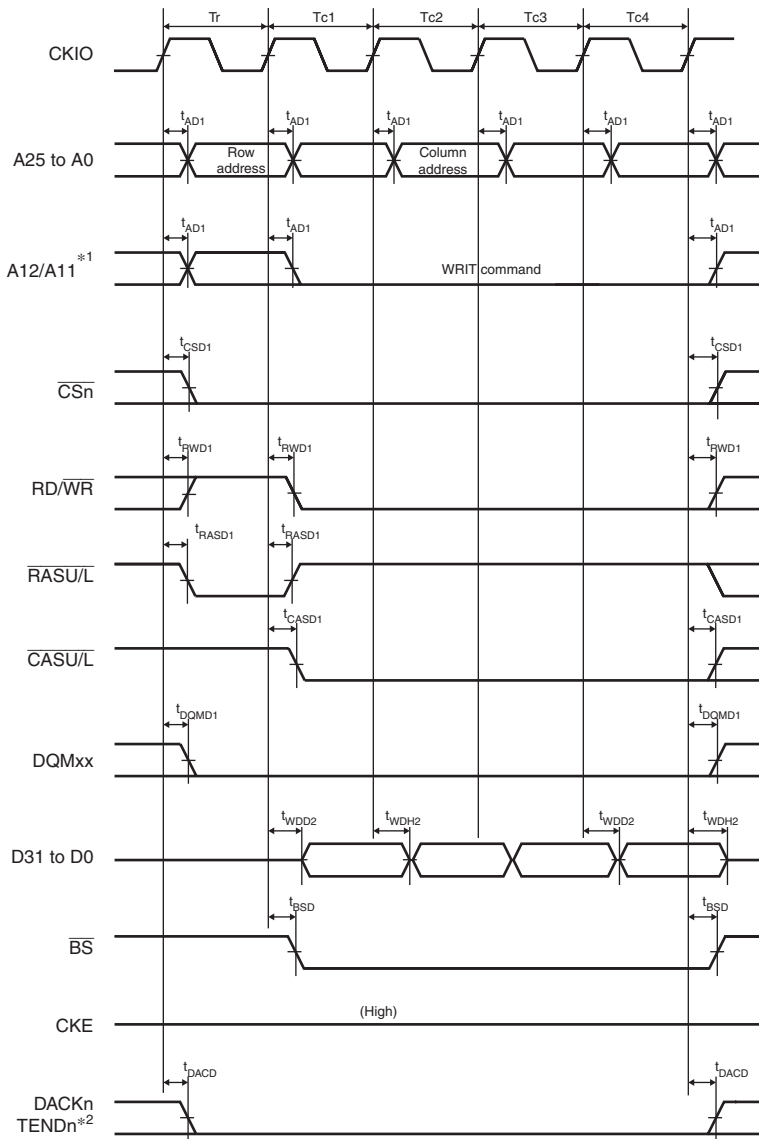 Tr Tc1 Tc2 Tc3 Tc4
CKIO
tAD1 tAD1 tAD1 tAD1 tAD1 tAD1
A25 to A0
Row address
Column address
tAD1 tAD1 tAD1
A12/A11*1
WRIT command
tCSD1 tCSD1
CSn
tRWD1 tRWD1 tRWD1
RD/WR
tRASD1 tRASD1
RASU/L
tCASD1 tCASD1
CASU/L
tDQMD1 tDQMD1
DQMxx
tWDD2 tWDH2 tWDD2 tWDH2
D31 to D0
tBSD tBSD
BS
(High)
CKE
tDACD tDACD
DACKn
TENDn*2